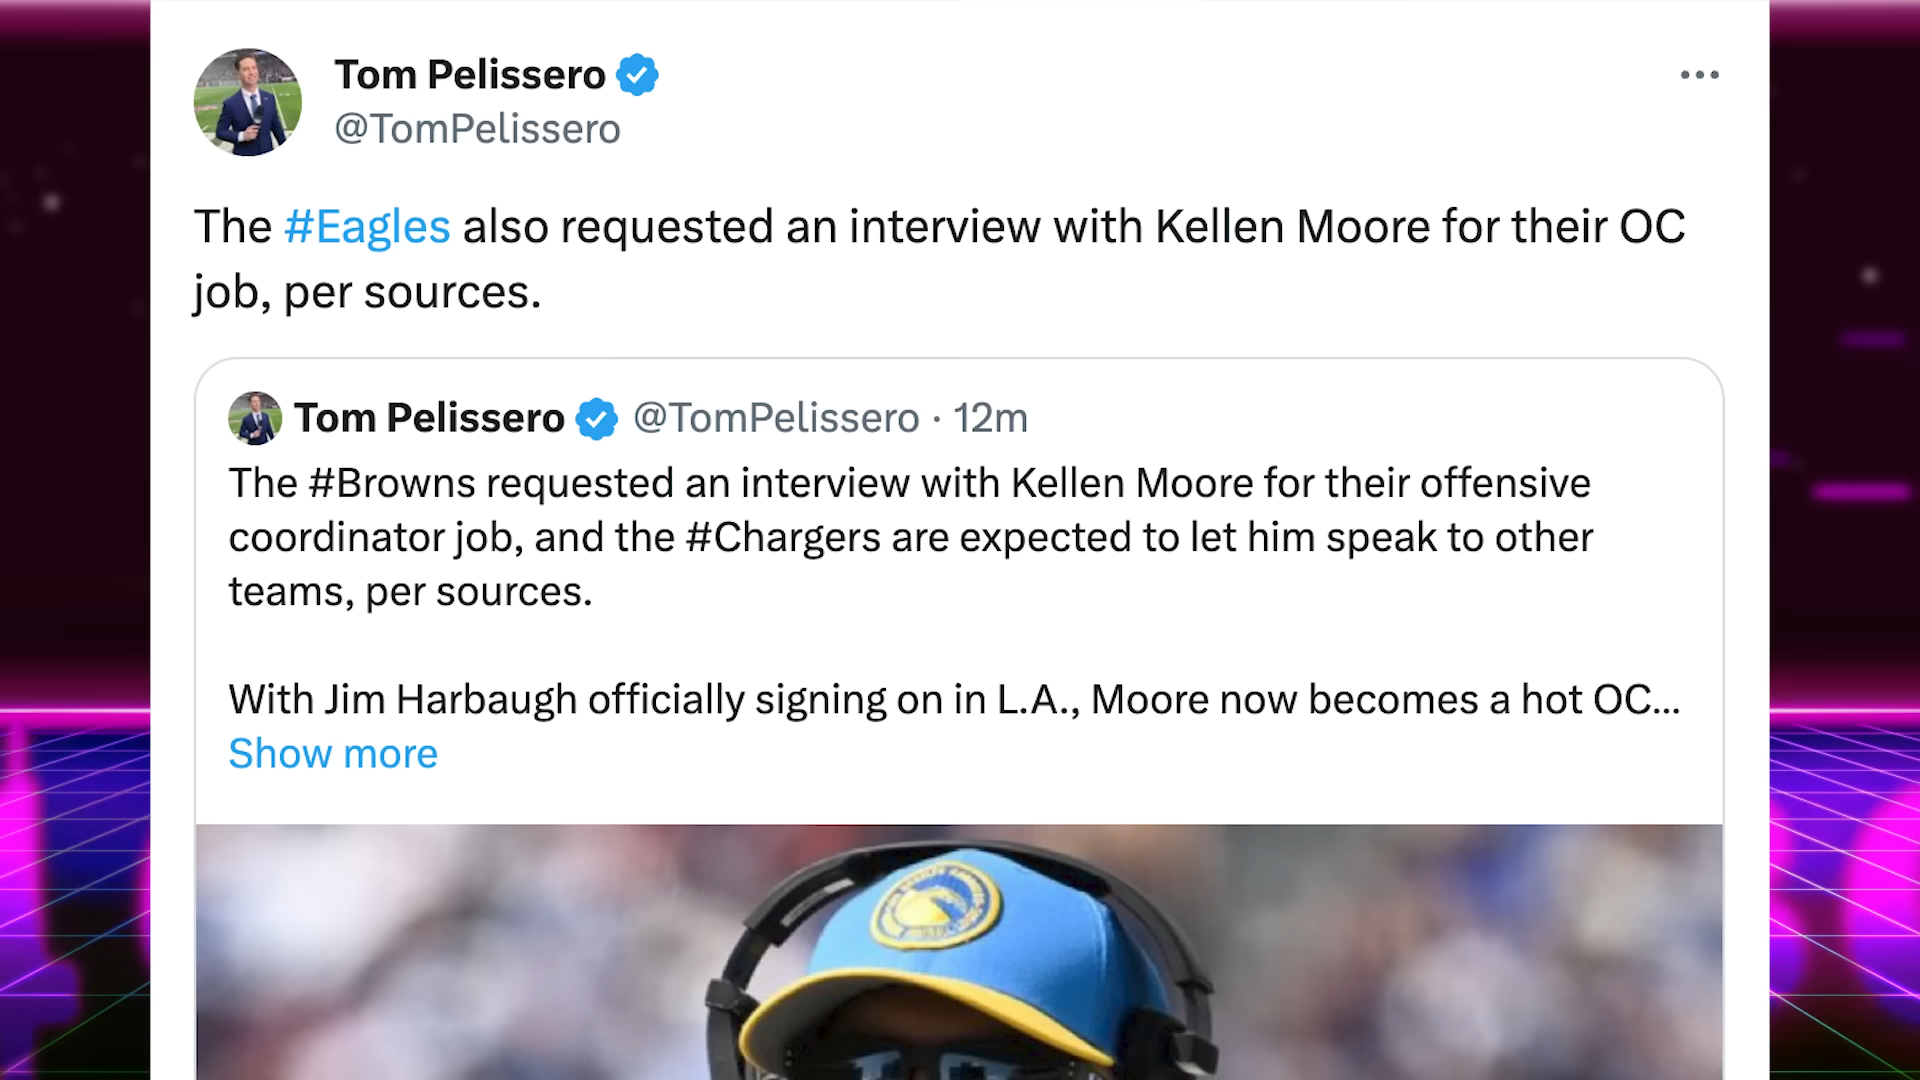 Tom Pelissero
@TomPelissero
The #Eagles also requested an interview with Kellen Moore for their OC
job, per sources.
Tom Pelissero @TomPelissero · 12m
The #Browns requested an interview with Kellen Moore for their offensive
coordinator job, and the #Chargers are expected to let him speak to other
teams, per sources.
With Jim Harbaugh officially signing on in L.A., Moore now becomes a hot OC...
Show more